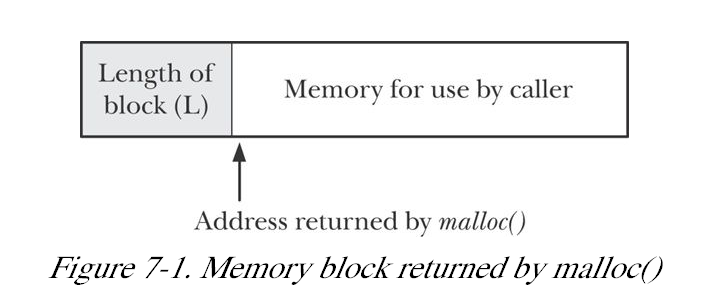 Length of
block (L)
Memory for use by caller
Address returned by malloc()
Figure 7-1. Memory block returned by malloc()